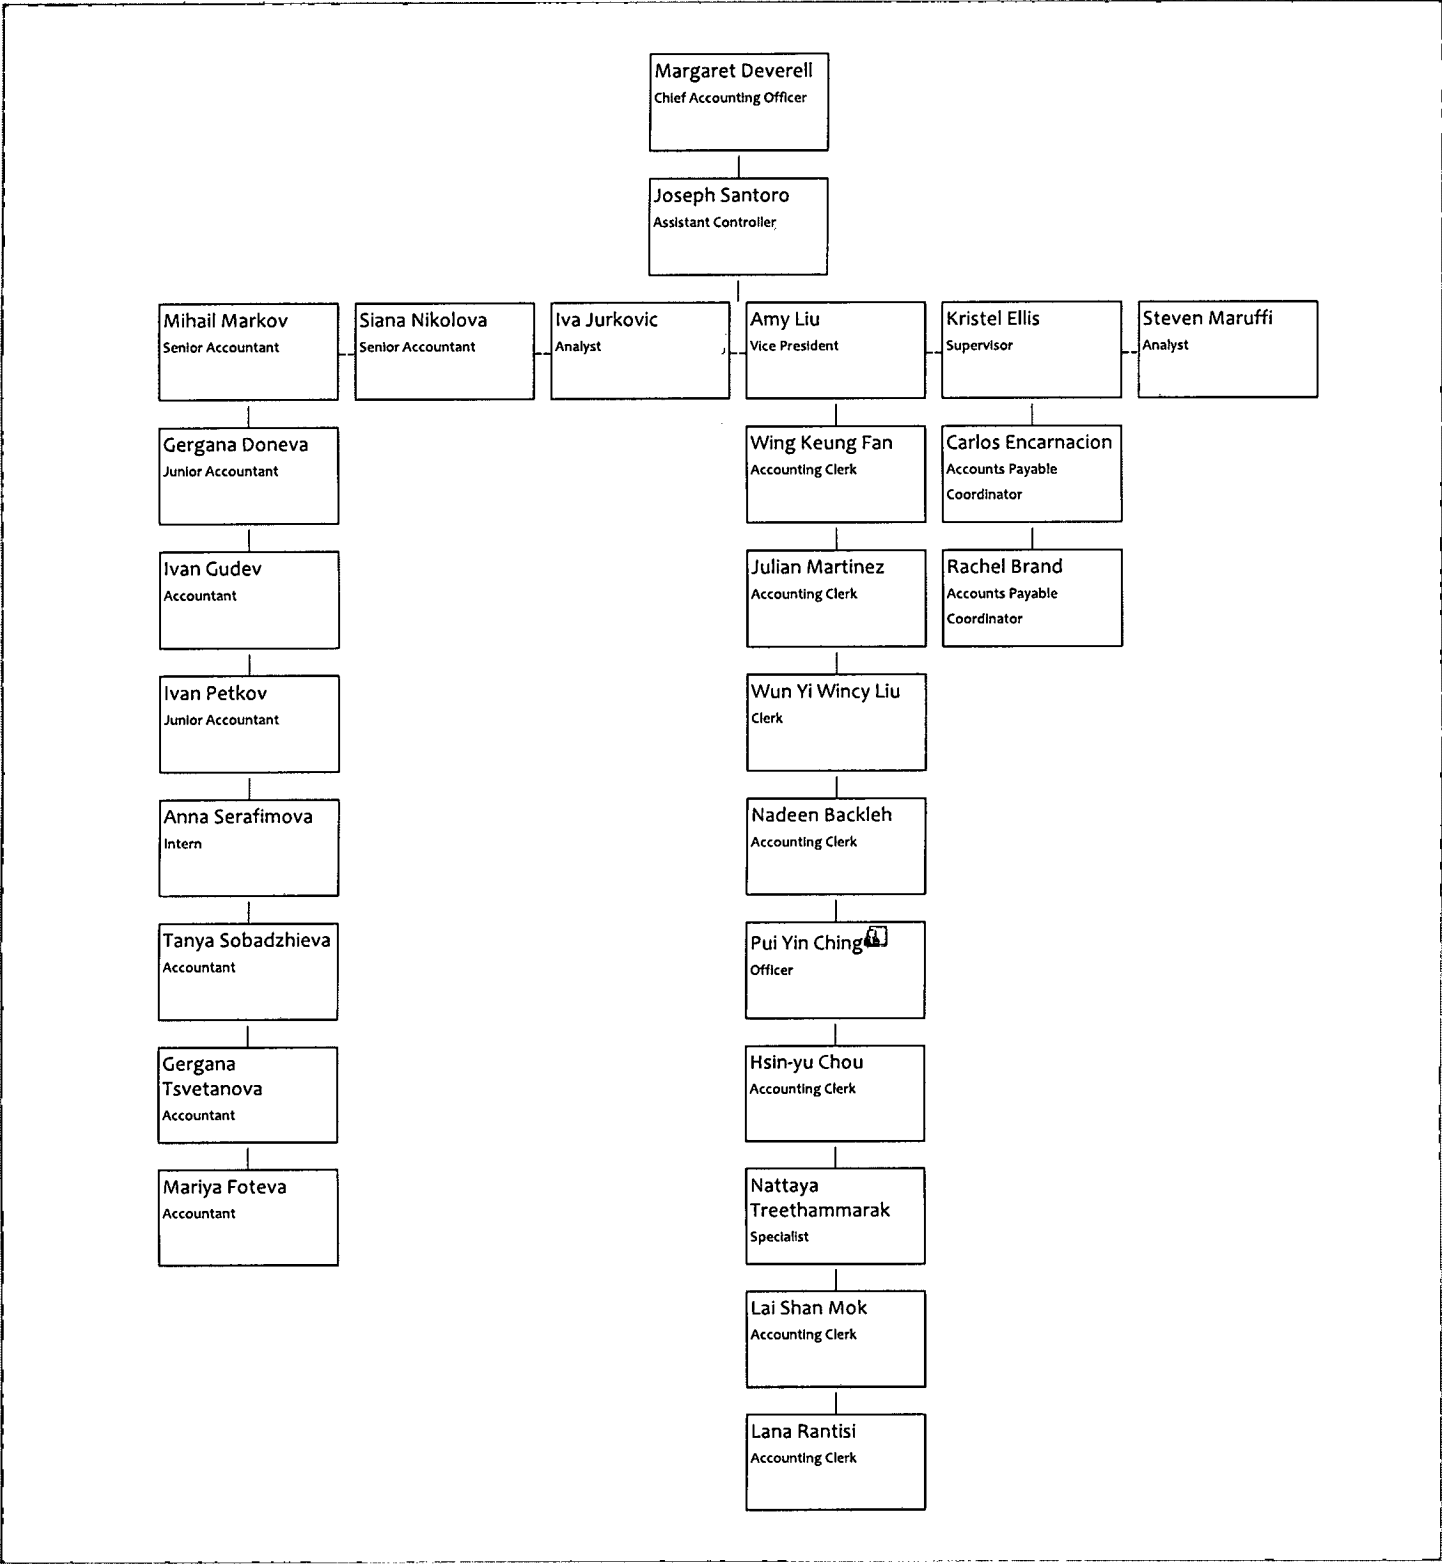 Margaret Deverell
Chief Accounting Officer
Joseph Santoro
Assistant Controller
Mihail Markov
Senior Accountant
Siana Nikolova
Senior Accountant
Iva Jurkovic
Analyst
Amy Liu
Vice President
Kristel Ellis
Supervisor
Steven Maruffi
Analyst
Gergana Doneva
Junior Accountant
Wing Keung Fan
Accounting Clerk
Carlos Encarnacion
Accounts Payable
Coordinator
Ivan Gudev
Accountant
Julian Martinez
Accounting Clerk
Rachel Brand
Accounts Payable
Coordinator
Ivan Petkov
Junior Accountant
Wun Yi Wincy Liu
Clerk
Anna Serafimova
Intern
Nadeen Backleh
Accounting Clerk
Tanya Sobadzhieva
Accountant
Pui Yin Ching
Officer
Gergana
Tsvetanova
Accountant
Hsin-yu Chou
Accounting Clerk
Mariya Foteva
Accountant
Nattaya
Treethammarak
Specialist
Lai Shan Mok
Accounting Clerk
Lana Rantisi
Accounting Clerk